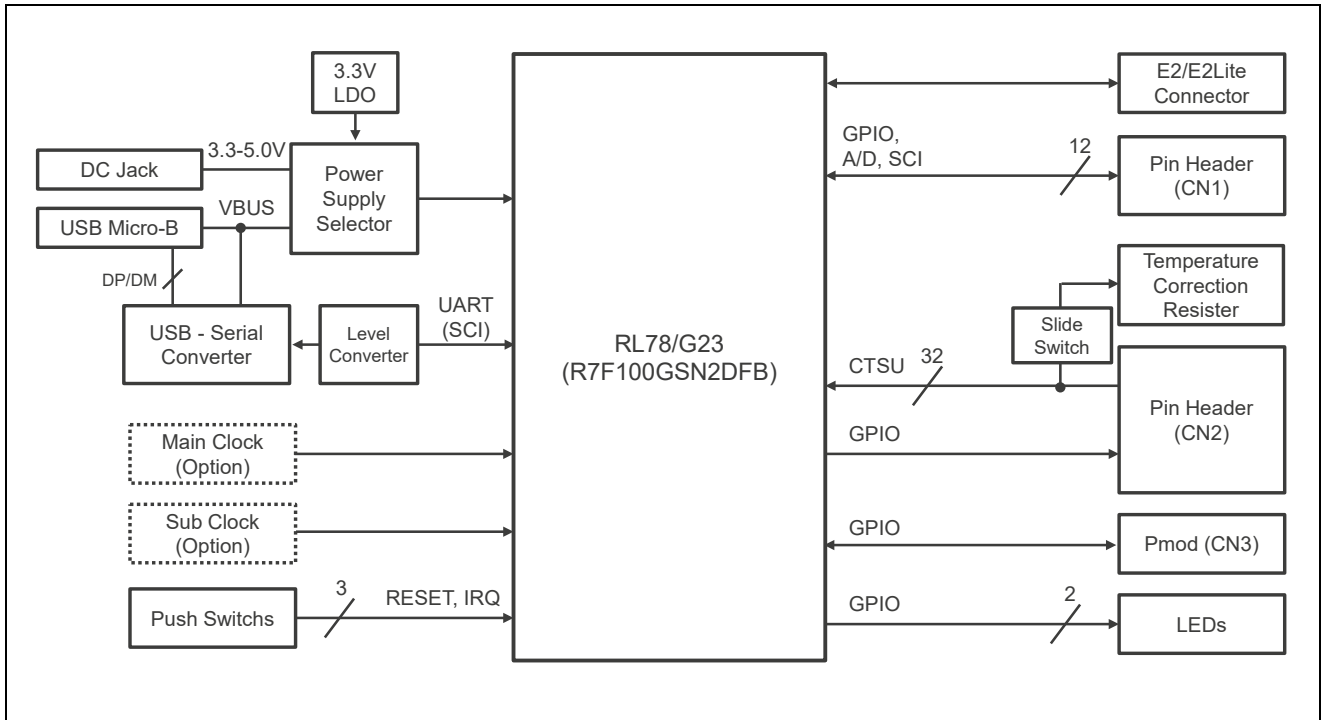 3.3V
LDO
DC Jack
3.3-5.0V
Power
Supply
Selector
USB Micro-B
VBUS
DP/DM
USB - Serial
Converter
Level
Converter
UART
(SCI)
Main Clock
(Option)
Sub Clock
(Option)
Push Switchs
3
RESET, IRQ
RL78/G23
(R7F100GSN2DFB)
E2/E2Lite
Connector
GPIO,
A/D, SCI
12
Pin Header
(CN1)
Temperature
Correction
Resister
Slide
Switch
CTSU
32
Pin Header
(CN2)
GPIO
GPIO
Pmod (CN3)
GPIO
2
LEDs